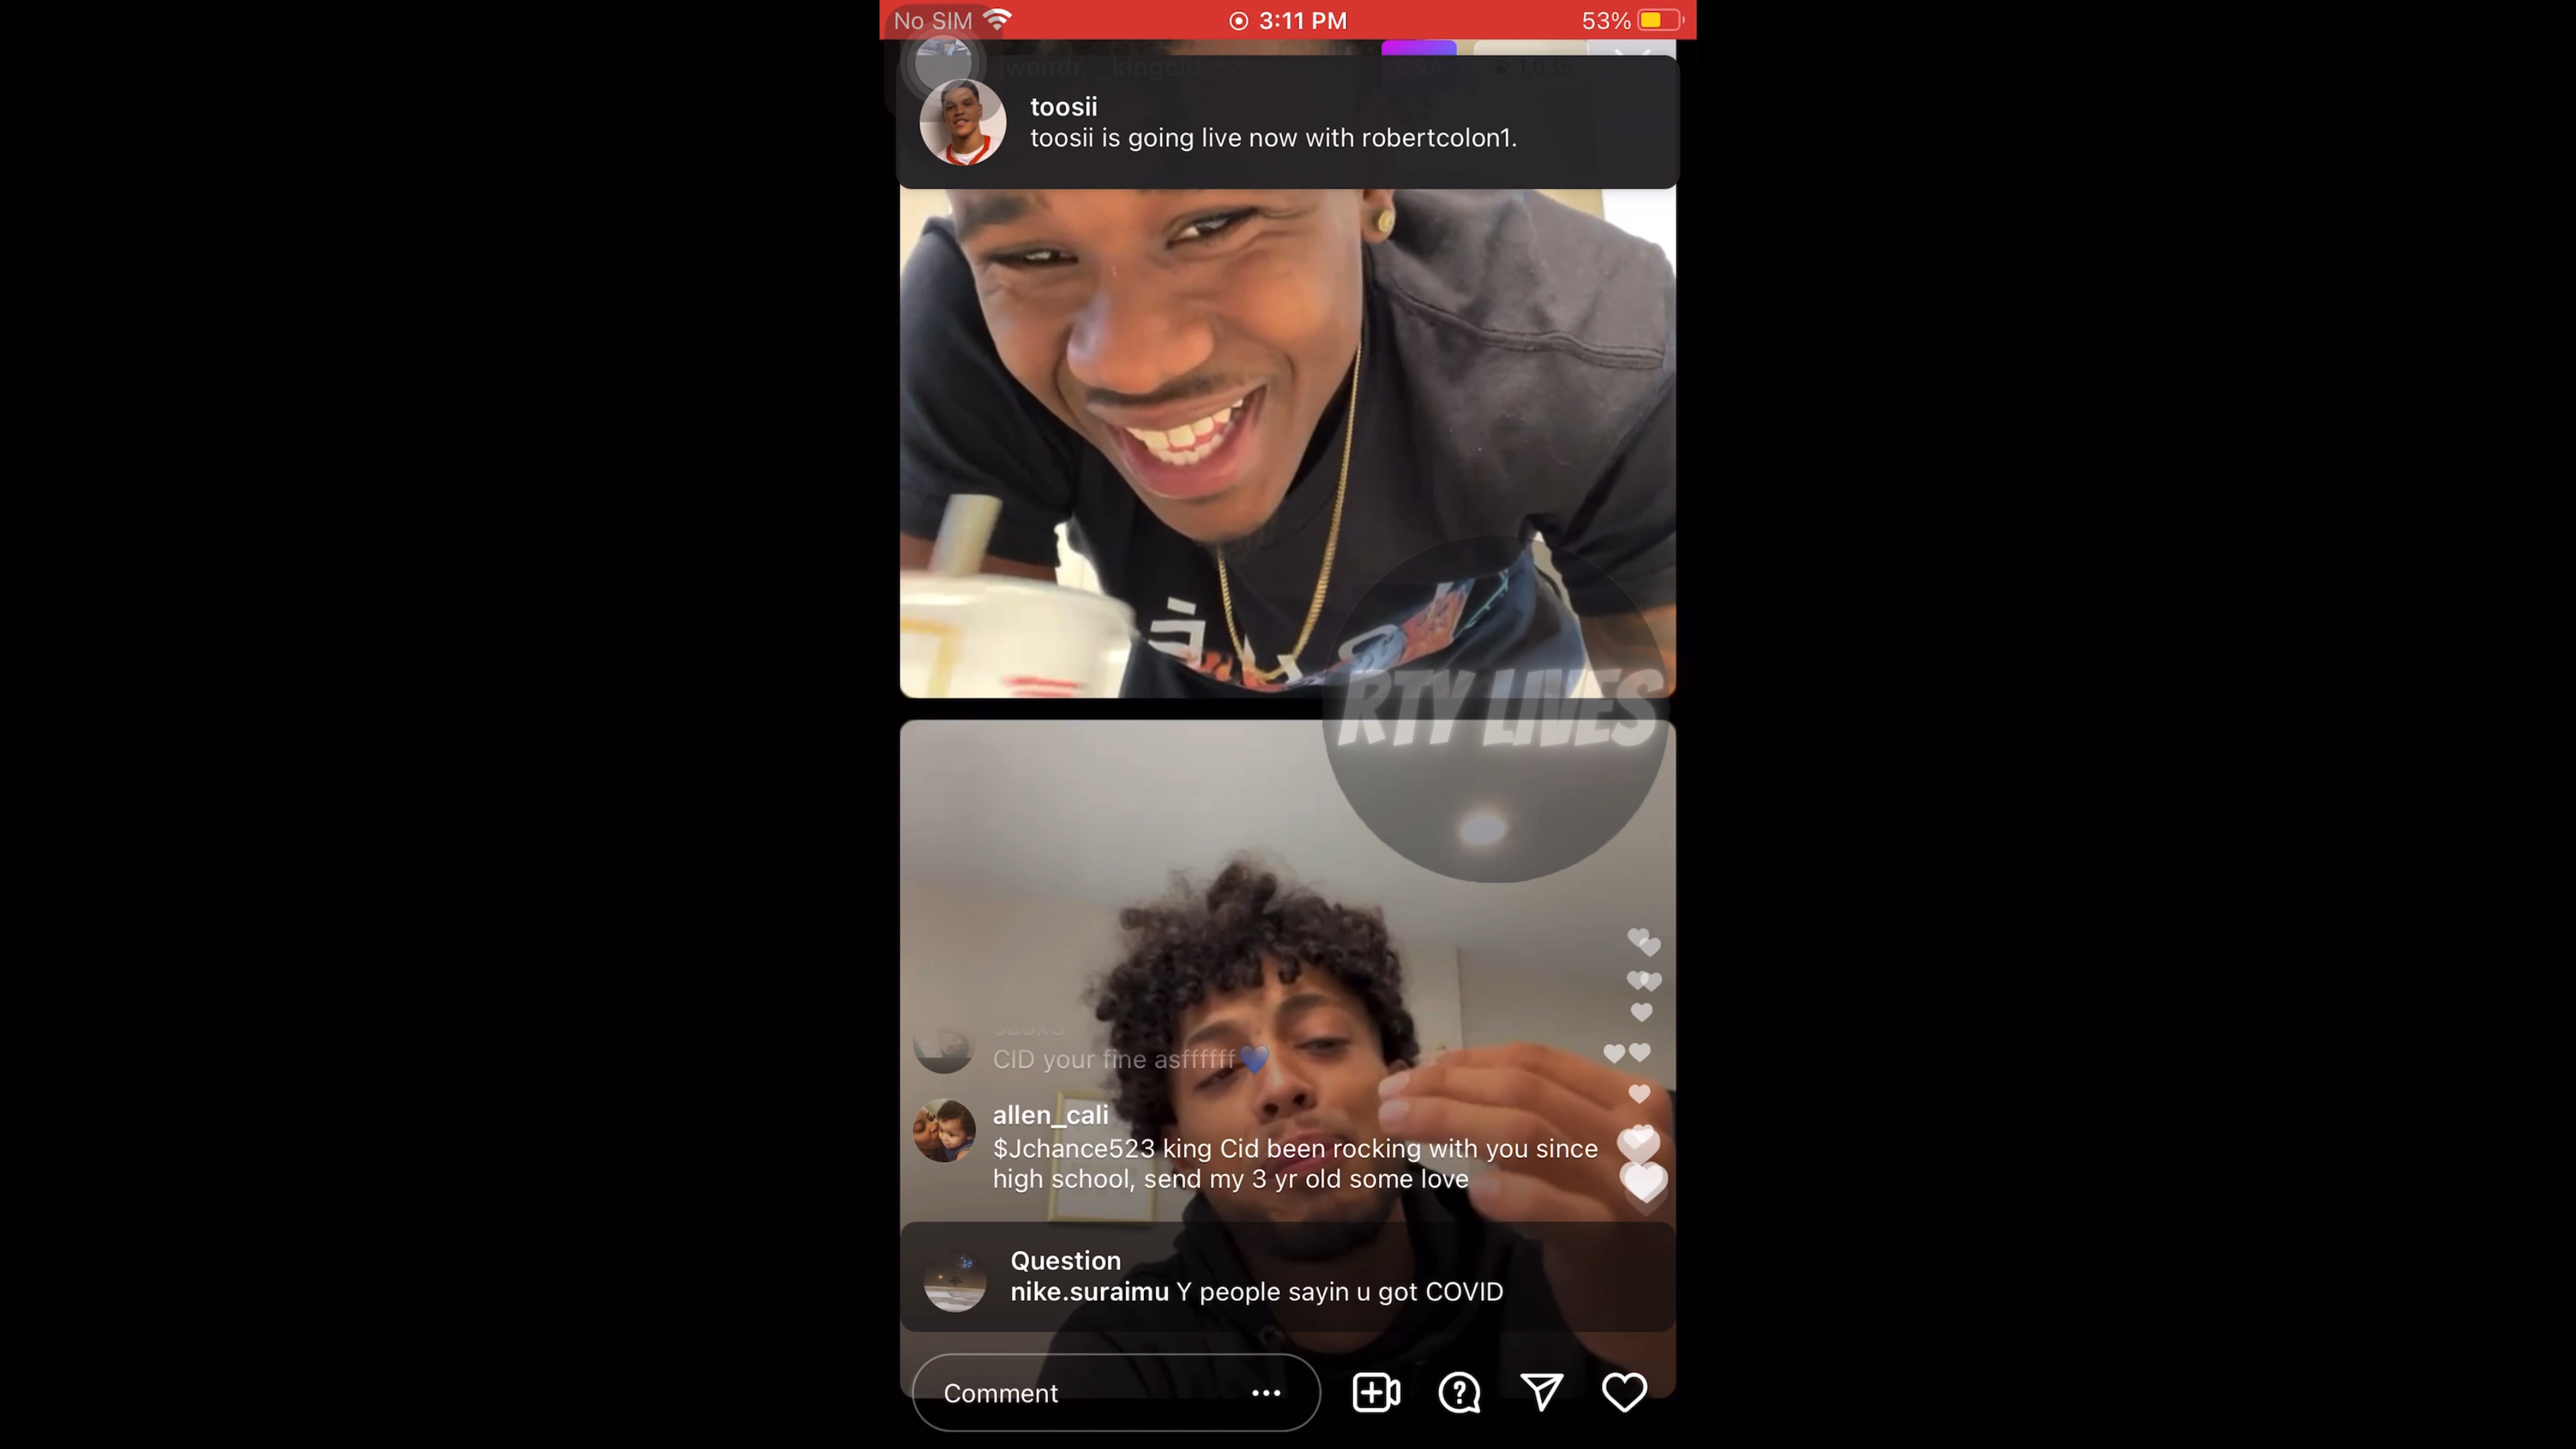 No SIM 3:11 PM 53%
jwondr, _kingcid
toosii
toosii is going live now with robertcolon1.
RTY LIVES
CID your fine asffffff💙
allen_cali
$Jchance523 king Cid been rocking with you since
high school, send my 3 yr old some love
Question
nike.suraimu Y people sayin u got COVID
Comment